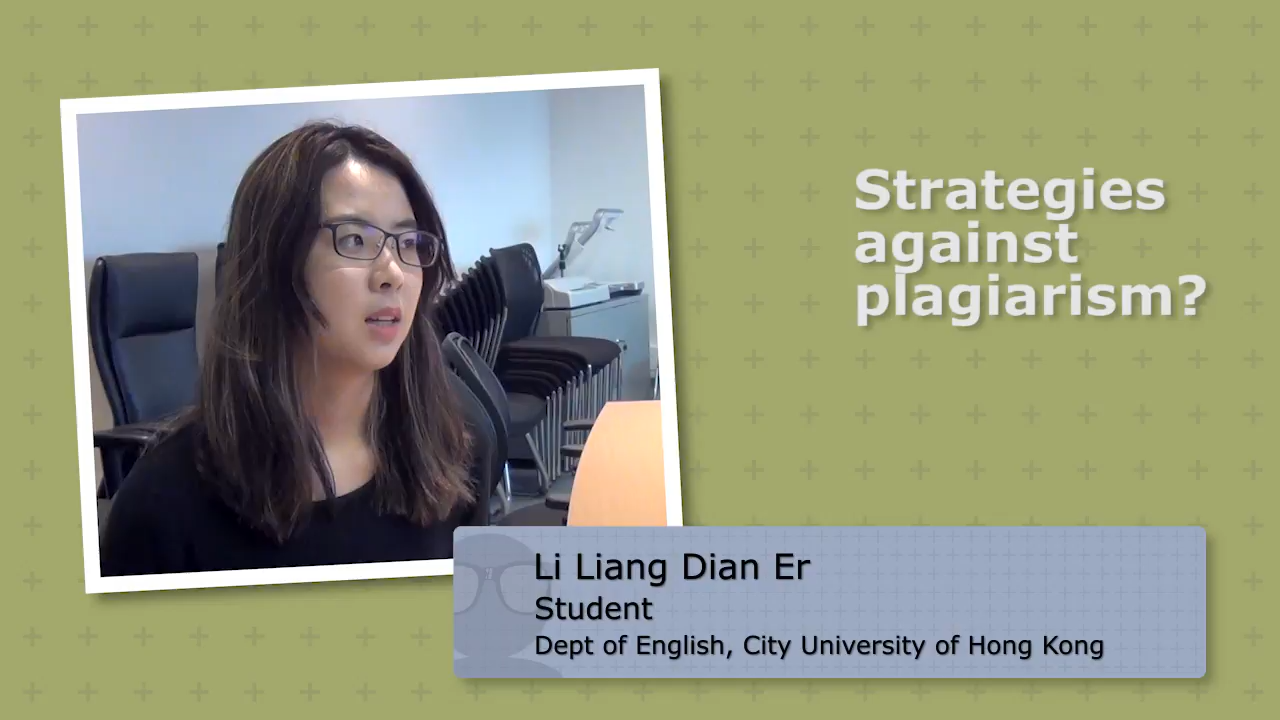 Strategies
against
plagiarism?
Li Liang Dian Er
Student
Dept of English, City University of Hong Kong